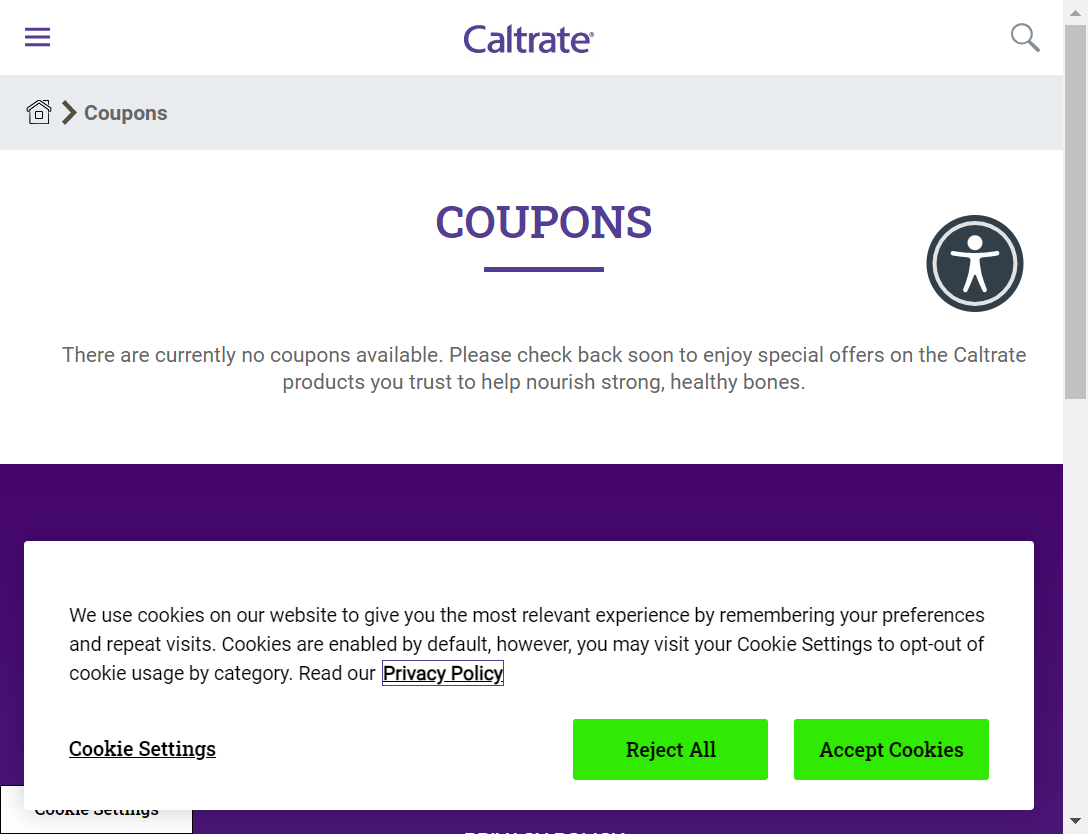 Caltrate®
Coupons
COUPONS
There are currently no coupons available. Please check back soon to enjoy special offers on the Caltrate
products you trust to help nourish strong, healthy bones.
We use cookies on our website to give you the most relevant experience by remembering your preferences
and repeat visits. Cookies are enabled by default, however, you may visit your Cookie Settings to opt-out of
cookie usage by category. Read our Privacy Policy
Cookie Settings
Reject All
Accept Cookies
Cookie Settings
PRIVACY POLICY